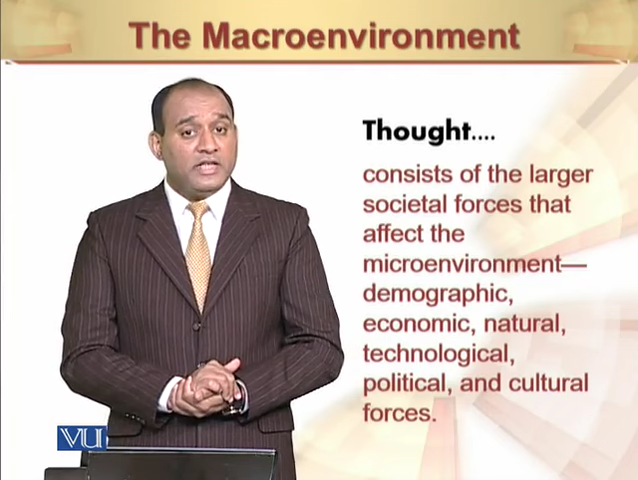 The Macroenvironment
Thought....
consists of the larger
societal forces that
affect the
microenvironment—
demographic,
economic, natural,
technological,
political, and cultural
forces.
VU